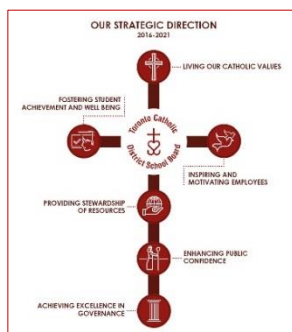 OUR STRATEGIC DIRECTION
2016-2021
LIVING OUR CATHOLIC VALUES
FOSTERING STUDENT
ACHIEVEMENT AND WELL BEING
Toronto Catholic
District School Board
INSPIRING AND
MOTIVATING EMPLOYEES
PROVIDING STEWARDSHIP
OF RESOURCES
ENHANCING PUBLIC
CONFIDENCE
ACHIEVING EXCELLENCE IN
GOVERNANCE